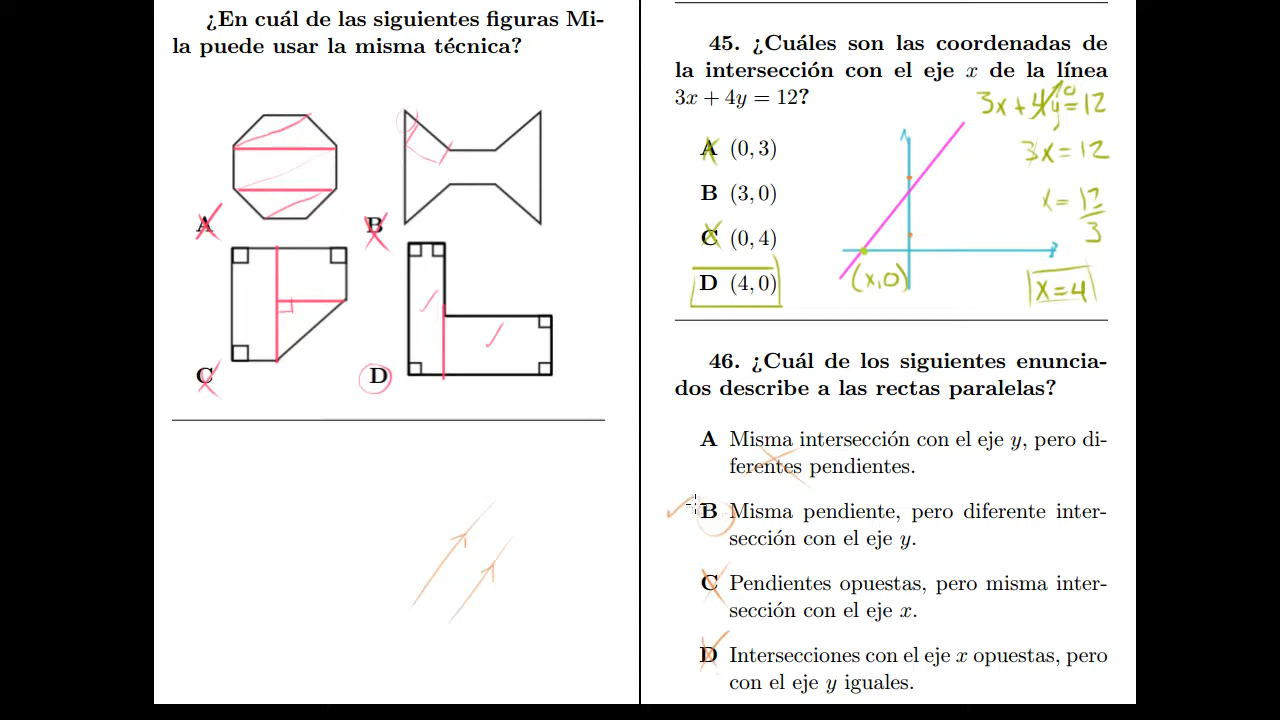 ¿En cuál de las siguientes figuras Mi-
la puede usar la misma técnica?
A
B
C
D
45. ¿Cuáles son las coordenadas de
la intersección con el eje x de la línea
3x + 4y = 12?
A (0, 3)
B (3, 0)
C (0, 4)
D (4, 0)
3x + 4y = 12
0
3x = 12
x = 12/3
x = 4
(x,0)
46. ¿Cuál de los siguientes enuncia-
dos describe a las rectas paralelas?
A Misma intersección con el eje y, pero di-
ferentes pendientes.
B Misma pendiente, pero diferente inter-
sección con el eje y.
C Pendientes opuestas, pero misma inter-
sección con el eje x.
D Intersecciones con el eje x opuestas, pero
con el eje y iguales.